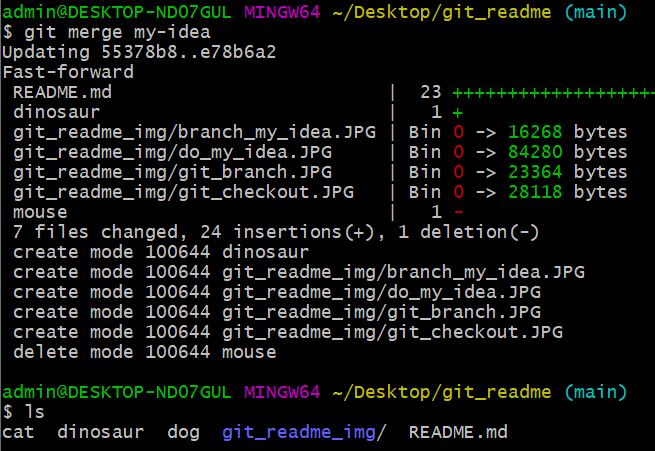 admin@DESKTOP-ND07GUL MINGW64 ~/Desktop/git_readme (main)
$ git merge my-idea
Updating 55378b8..e78b6a2
Fast-forward
 README.md                         |  23 +++++++++++++++++++
 dinosaur                          |   1 +
 git_readme_img/branch_my_idea.JPG | Bin 0 -> 16268 bytes
 git_readme_img/do_my_idea.JPG     | Bin 0 -> 84280 bytes
 git_readme_img/git_branch.JPG     | Bin 0 -> 23364 bytes
 git_readme_img/git_checkout.JPG   | Bin 0 -> 28118 bytes
 mouse                             |   1 -
 7 files changed, 24 insertions(+), 1 deletion(-)
 create mode 100644 dinosaur
 create mode 100644 git_readme_img/branch_my_idea.JPG
 create mode 100644 git_readme_img/do_my_idea.JPG
 create mode 100644 git_readme_img/git_branch.JPG
 create mode 100644 git_readme_img/git_checkout.JPG
 delete mode 100644 mouse
admin@DESKTOP-ND07GUL MINGW64 ~/Desktop/git_readme (main)
$ ls
cat  dinosaur  dog  git_readme_img/  README.md